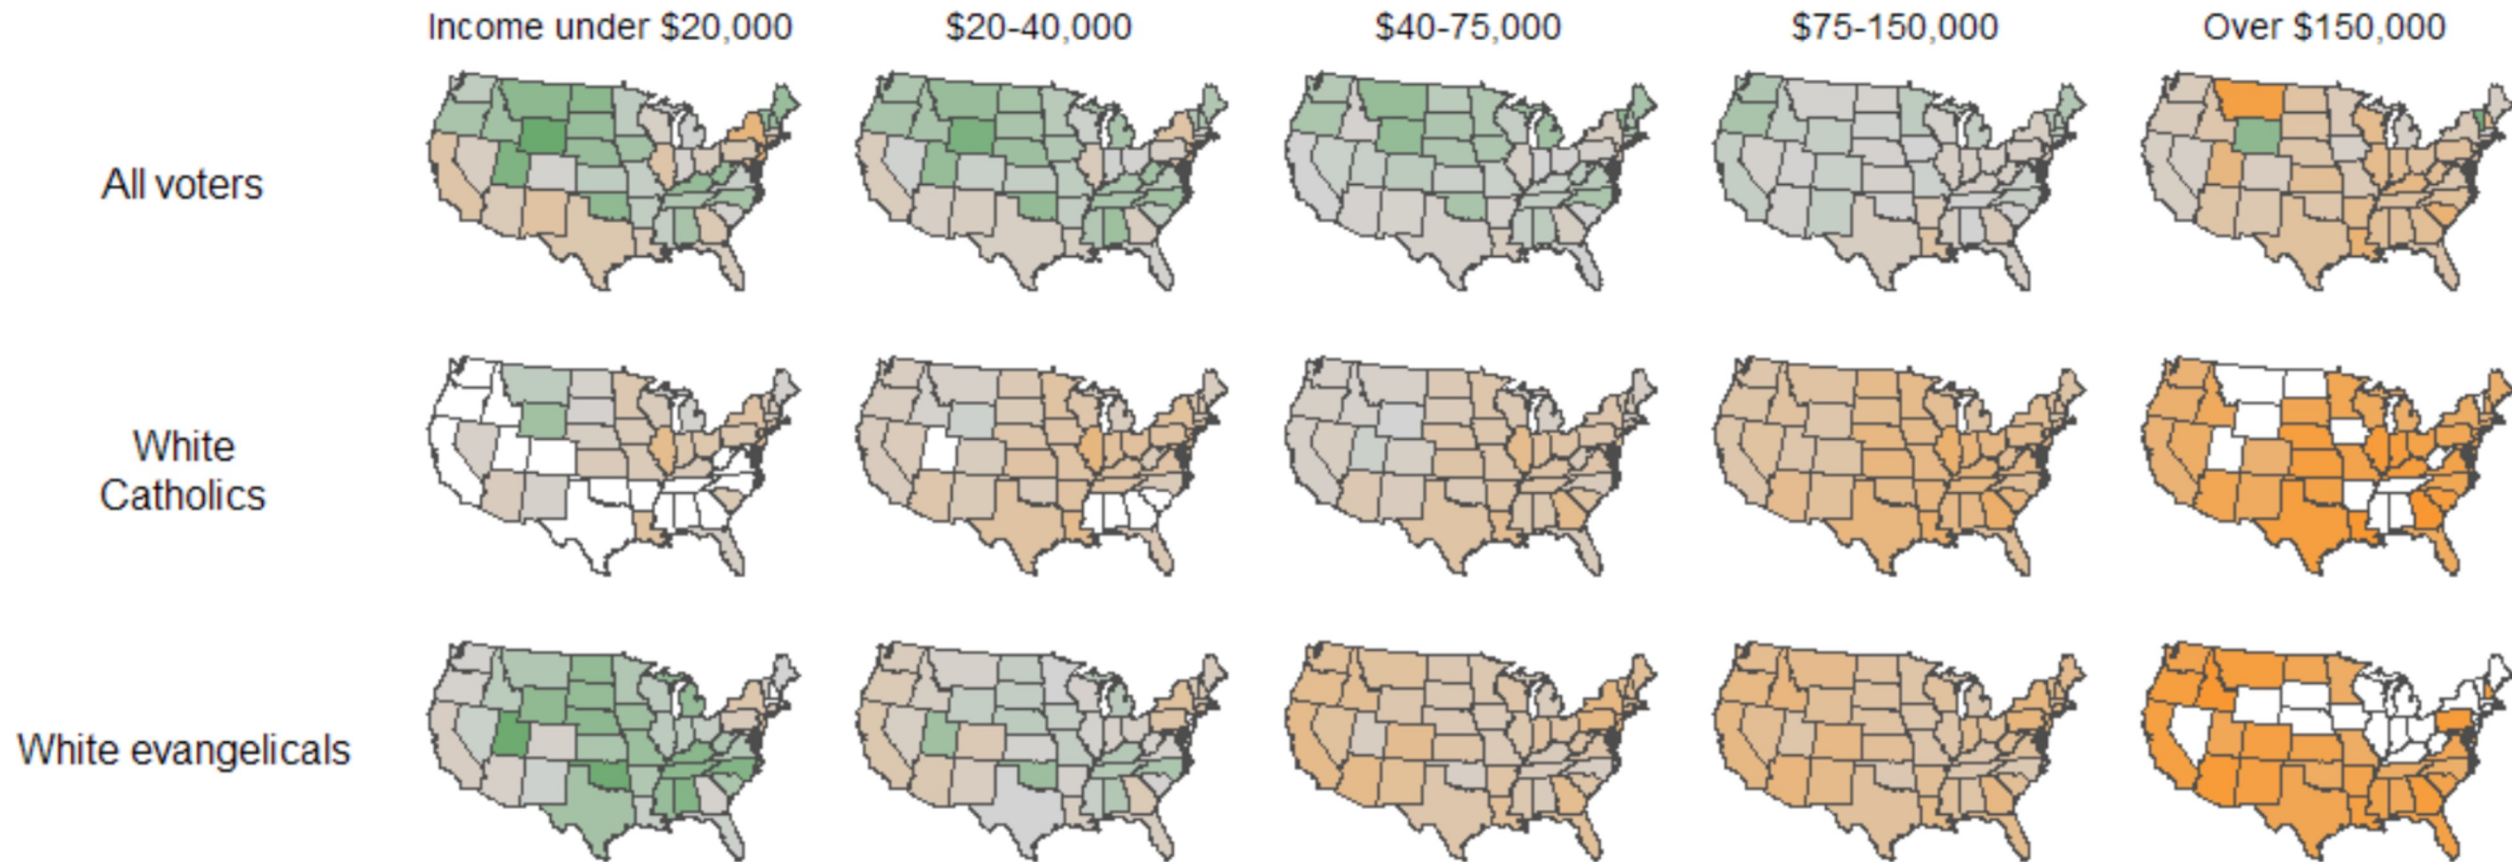 Income under $20,000
$20-40,000
$40-75,000
$75-150,000
Over $150,000
All voters
White
Catholics
White evangelicals